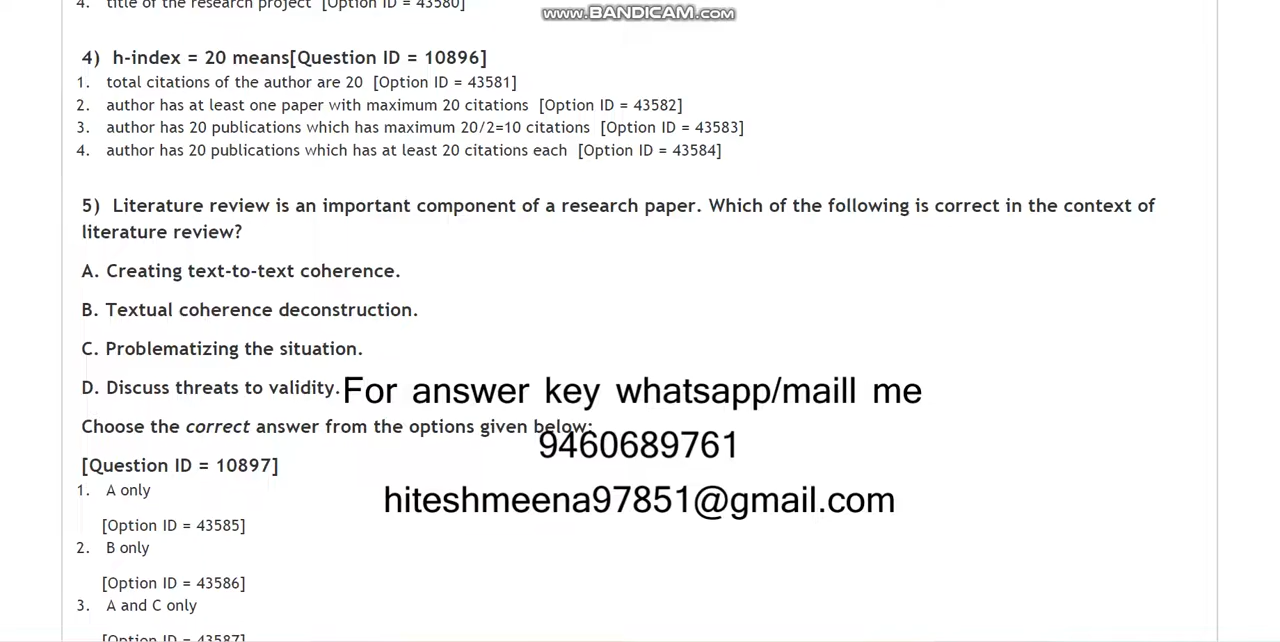 www.BANDICAM.com
4. title of the research project [Option ID = 43580]
4) h-index = 20 means[Question ID = 10896]
1. total citations of the author are 20 [Option ID = 43581]
2. author has at least one paper with maximum 20 citations [Option ID = 43582]
3. author has 20 publications which has maximum 20/2=10 citations [Option ID = 43583]
4. author has 20 publications which has at least 20 citations each [Option ID = 43584]
5) Literature review is an important component of a research paper. Which of the following is correct in the context of
literature review?
A. Creating text-to-text coherence.
B. Textual coherence deconstruction.
C. Problematizing the situation.
D. Discuss threats to validity.
For answer key whatsapp/maill me
Choose the correct answer from the options given below:
9460689761
[Question ID = 10897]
1. A only
hiteshmeena97851@gmail.com
[Option ID = 43585]
2. B only
[Option ID = 43586]
3. A and C only
[Option ID = 43587]